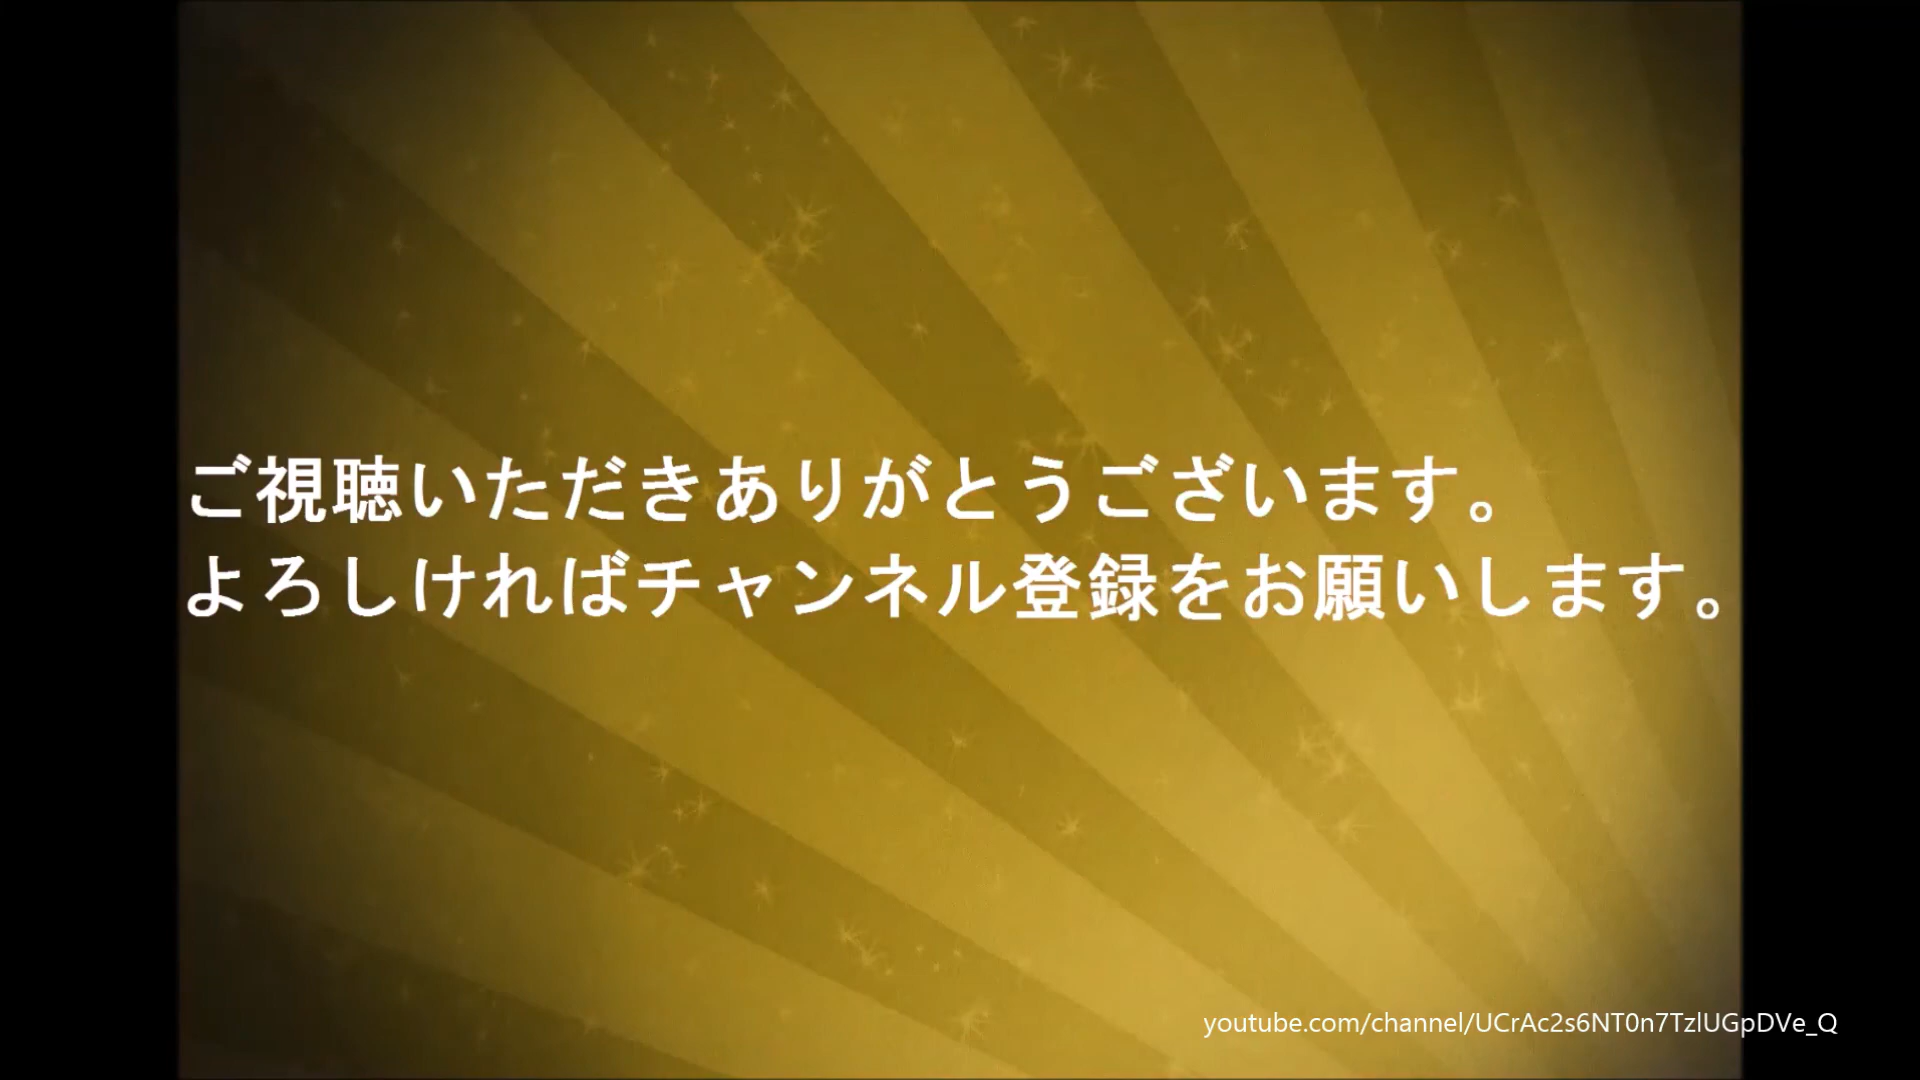 ご視聴いただきありがとうございます。
よろしければチャンネル登録をお願いします。
youtube.com/channel/UCrAc2s6NT0n7TzlUGpDVe_Q